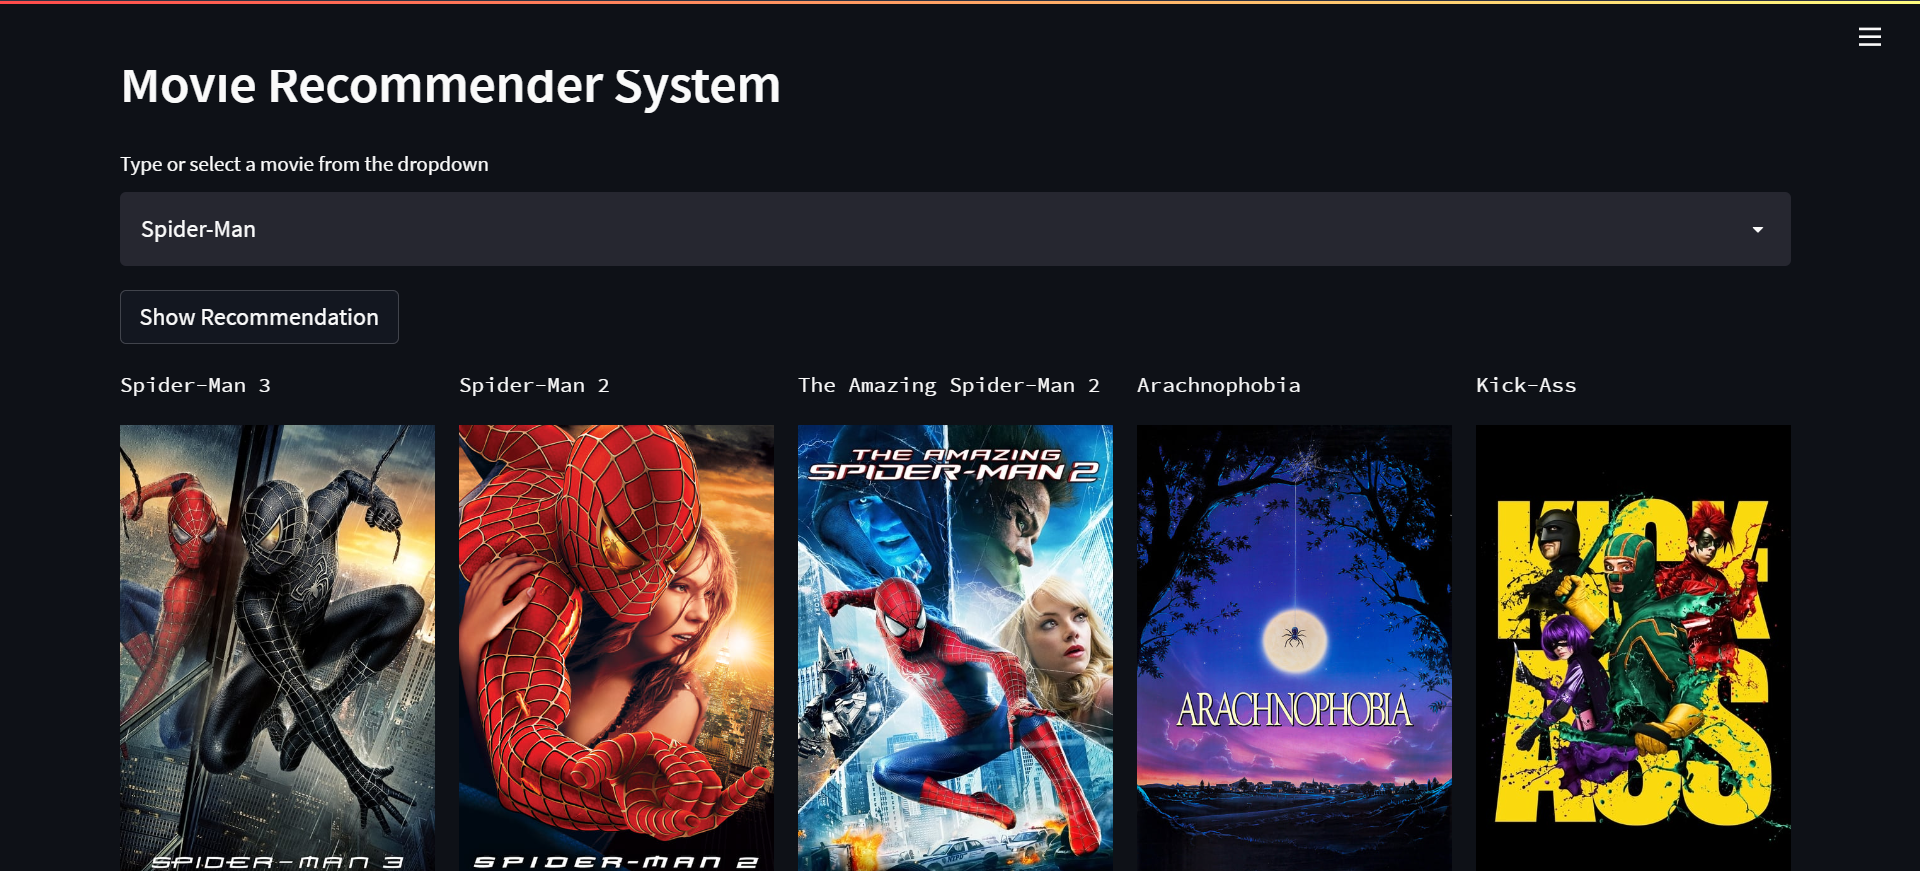 Movie Recommender System
Type or select a movie from the dropdown
Spider-Man
Show Recommendation
Spider-Man 3
Spider-Man 2
The Amazing Spider-Man 2
Arachnophobia
Kick-Ass
SPIDER-MAN 3
SPIDER-MAN 2
THE AMAZING
SPIDER-MAN 2
ARACHNOPHOBIA
KICK
ASS